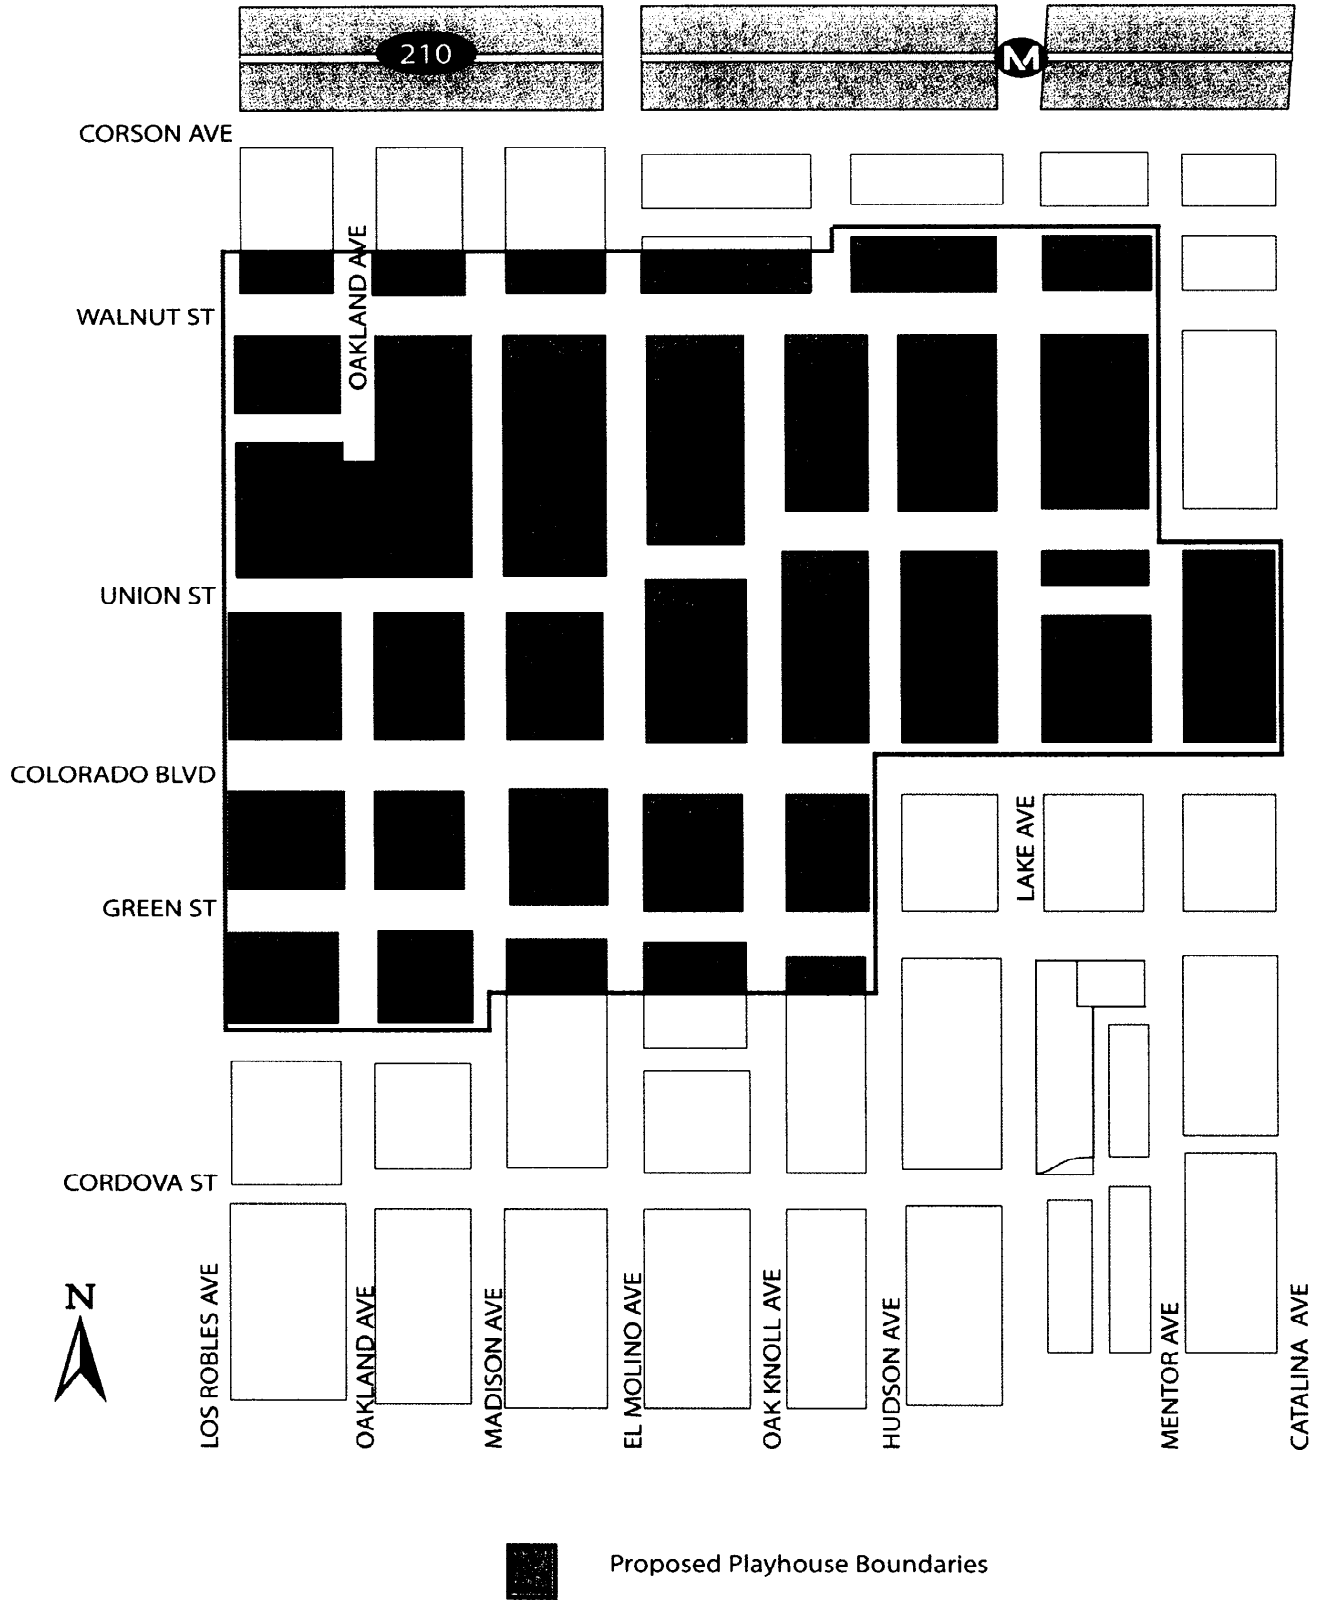 210
M
CORSON AVE
OAKLAND AVE
WALNUT ST
UNION ST
COLORADO BLVD
LAKE AVE
GREEN ST
CORDOVA ST
N
LOS ROBLES AVE
OAKLAND AVE
MADISON AVE
EL MOLINO AVE
OAK KNOLL AVE
HUDSON AVE
MENTOR AVE
CATALINA AVE
Proposed Playhouse Boundaries